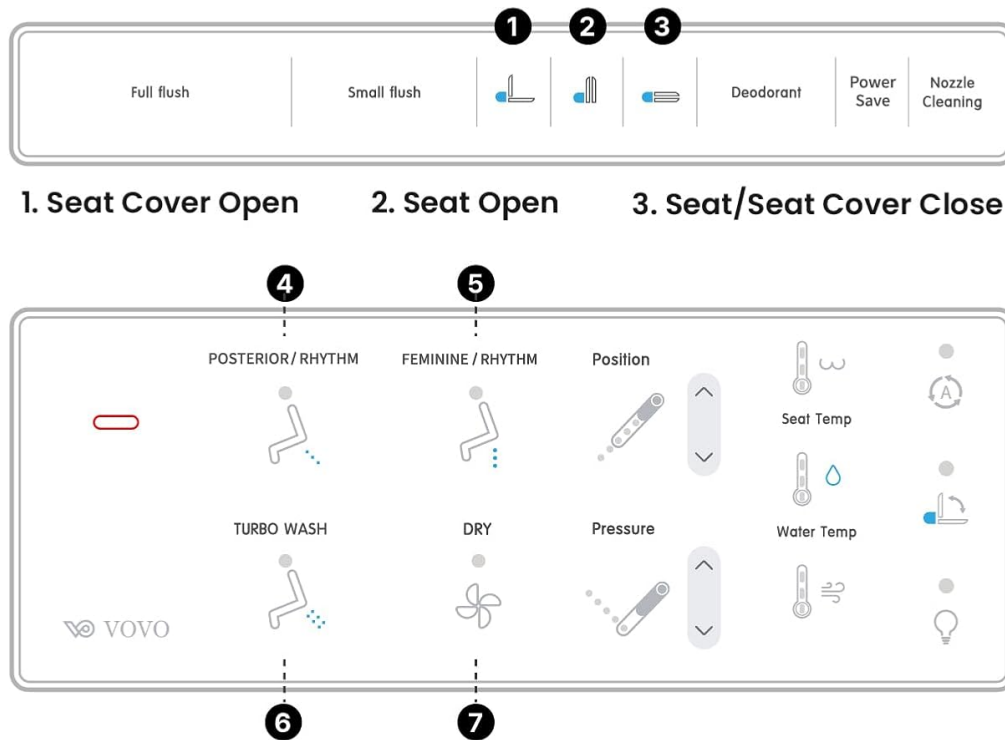 1 2 3
Full flush
Small flush
Deodorant
Power
Save
Nozzle
Cleaning
1. Seat Cover Open 2. Seat Open 3. Seat/Seat Cover Close
4 5
POSTERIOR / RHYTHM FEMININE / RHYTHM Position
Seat Temp
A
TURBO WASH DRY Pressure Water Temp
VOVO
6 7